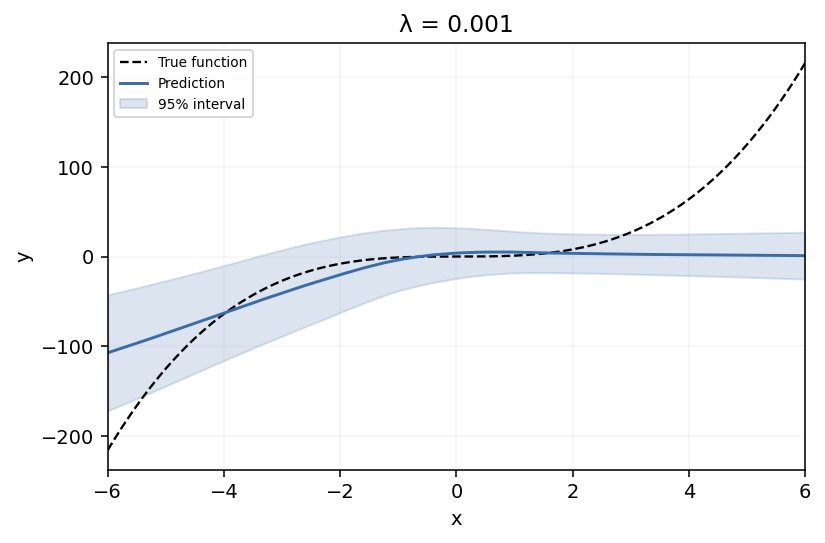 λ = 0.001
True function
Prediction
95% interval
y
200
100
0
−100
−200
−6
−4
−2
0
2
4
6
x